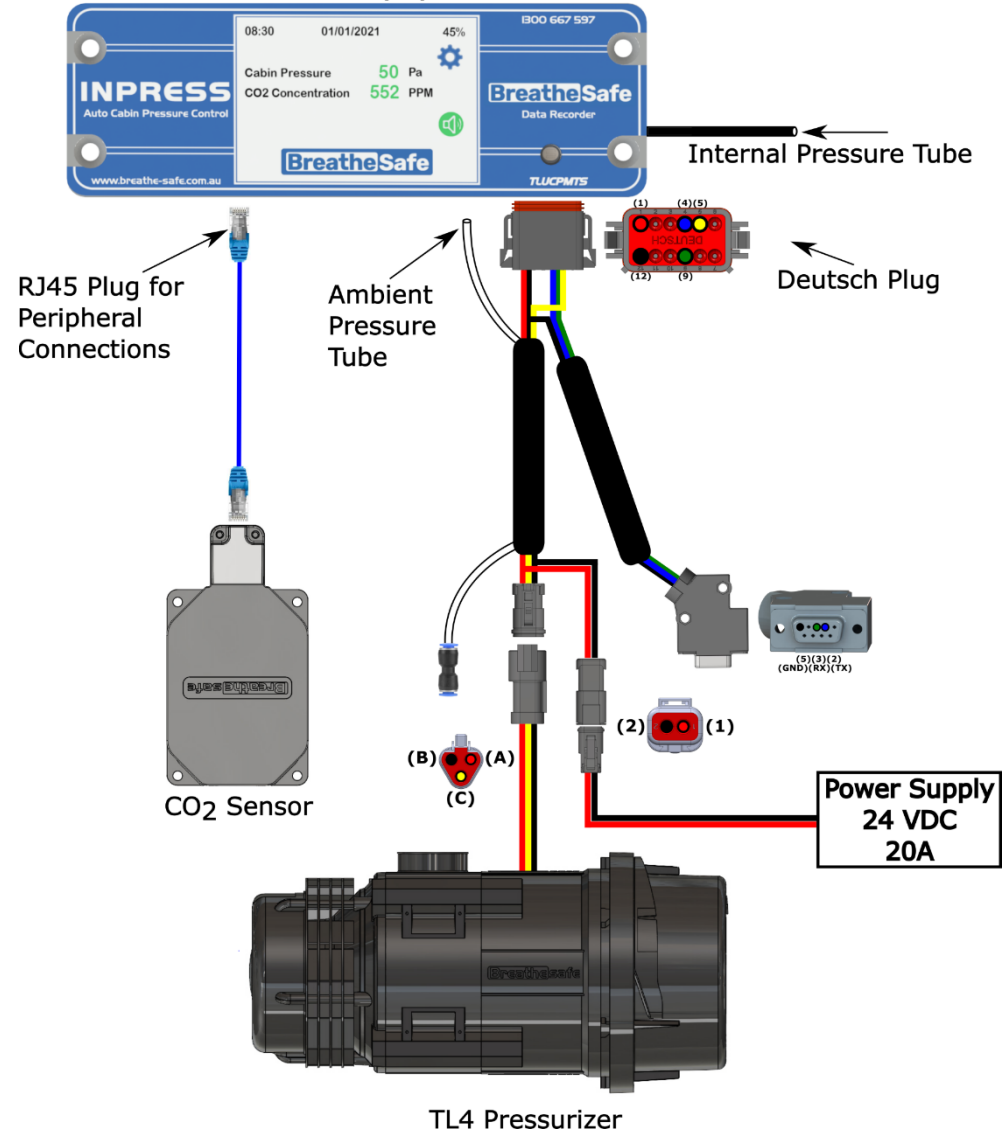 1300 667 597
08:30 01/01/2021 45%
Cabin Pressure 50 Pa
CO2 Concentration 552 PPM
INPRESS
Auto Cabin Pressure Control
BreatheSafe
Data Recorder
BreatheSafe
www.breathe-safe.com.au
TLUCPMTS
Internal Pressure Tube
(1) (4) (5)
DEUTSCH
(12) (9)
Deutsch Plug
RJ45 Plug for
Peripheral
Connections
Ambient
Pressure
Tube
(5)(3)(2)
(GND)(RX)(TX)
Breathesafe
(2) (1)
(B) (A)
(C)
CO2 Sensor
Power Supply
24 VDC
20A
Breathesafe
TL4 Pressurizer